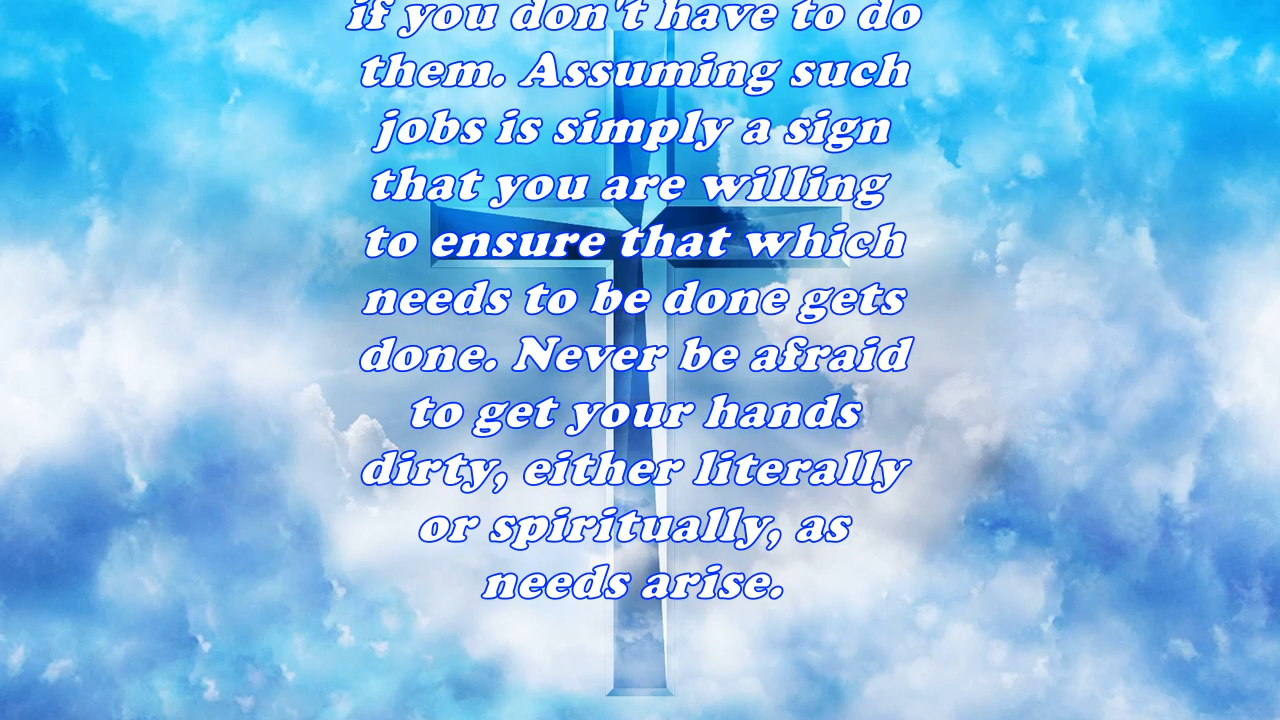 if you don't have to do
them. Assuming such
jobs is simply a sign
that you are willing
to ensure that which
needs to be done gets
done. Never be afraid
to get your hands
dirty, either literally
or spiritually, as
needs arise.